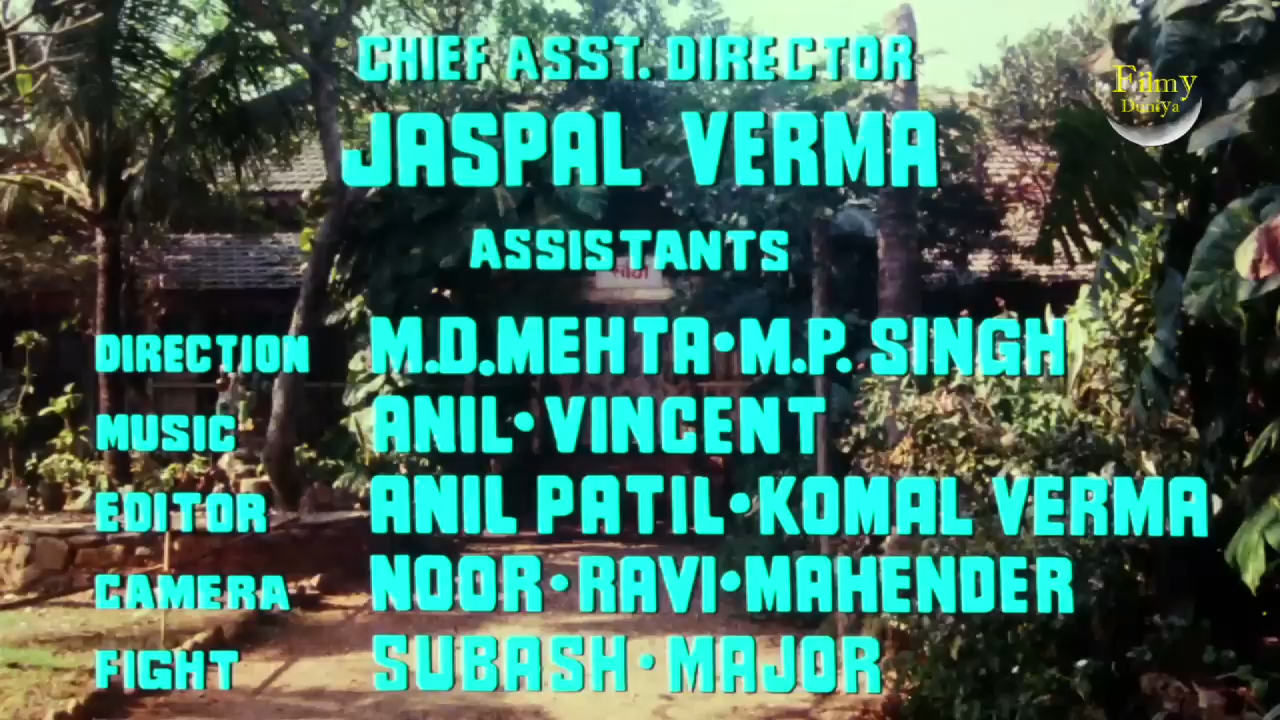 CHIEF ASST. DIRECTOR
Filmy
Duniya
JASPAL VERMA
ASSISTANTS
DIRECTION M.D.MEHTA•M.P. SINGH
MUSIC ANIL•VINCENT
EDITOR ANIL PATIL•KOMAL VERMA
CAMERA NOOR•RAVI•MAHENDER
FIGHT SUBASH•MAJOR